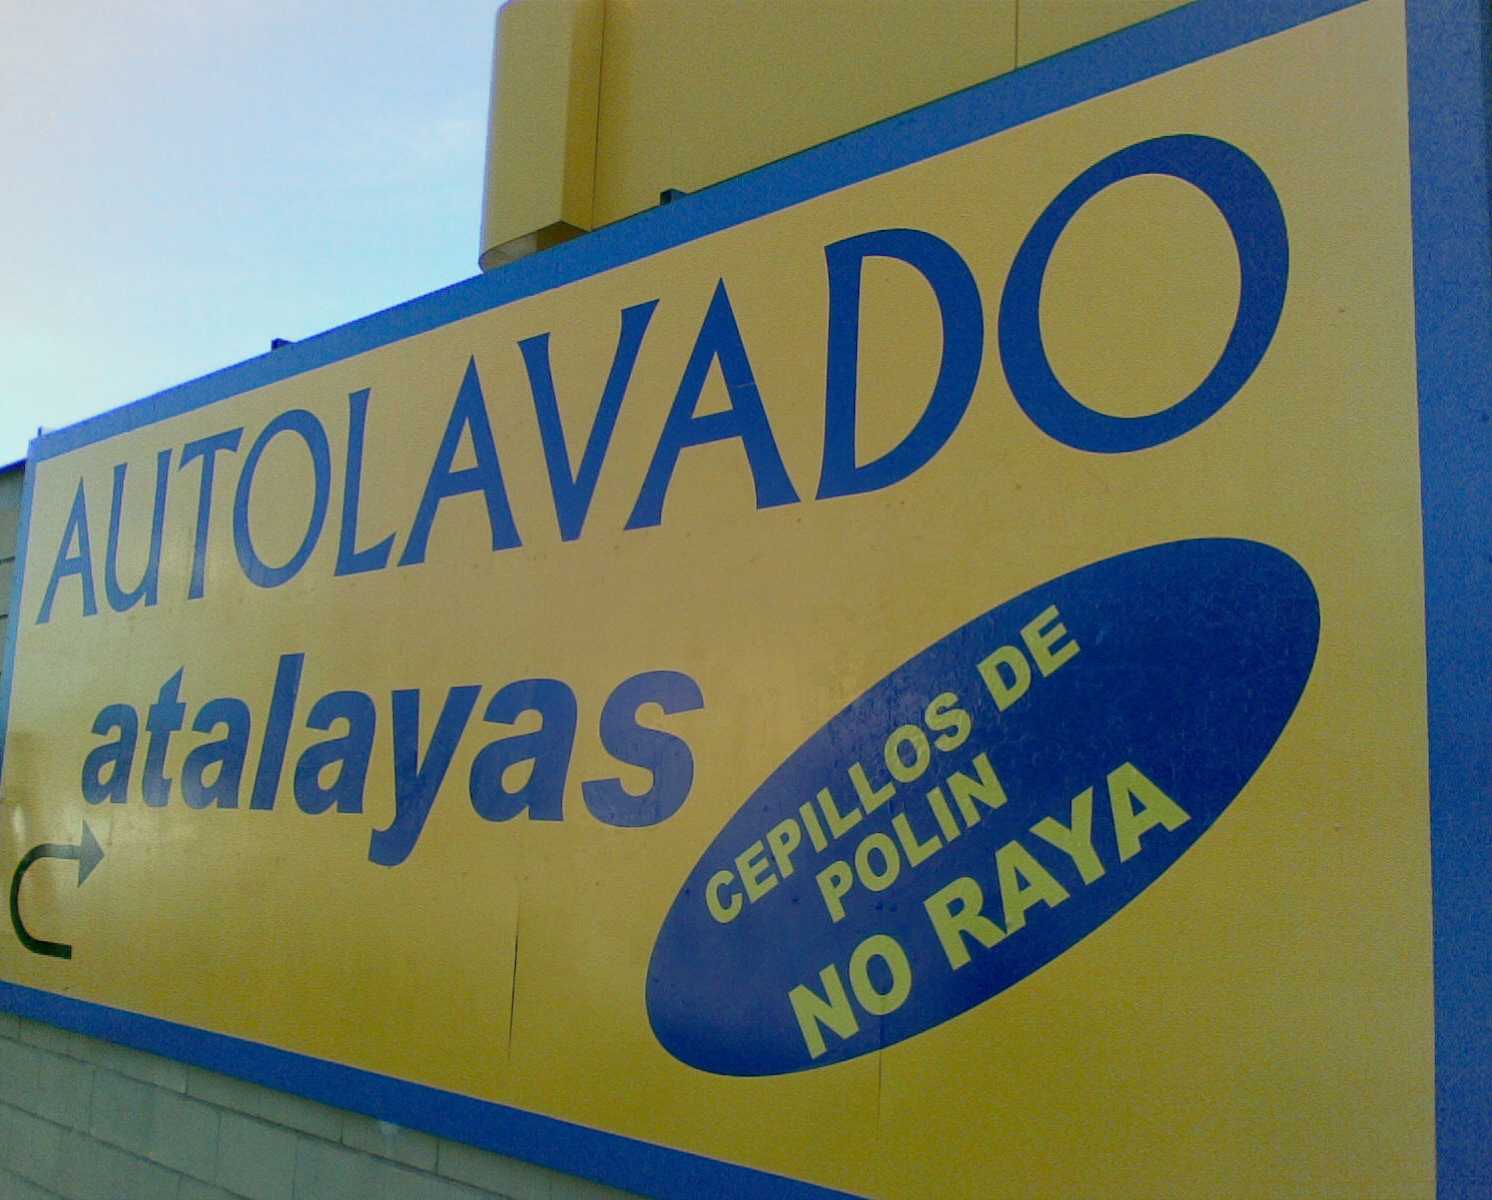 AUTOLAVADO
atalayas
CEPILLOS DE
POLIN
NO RAYA